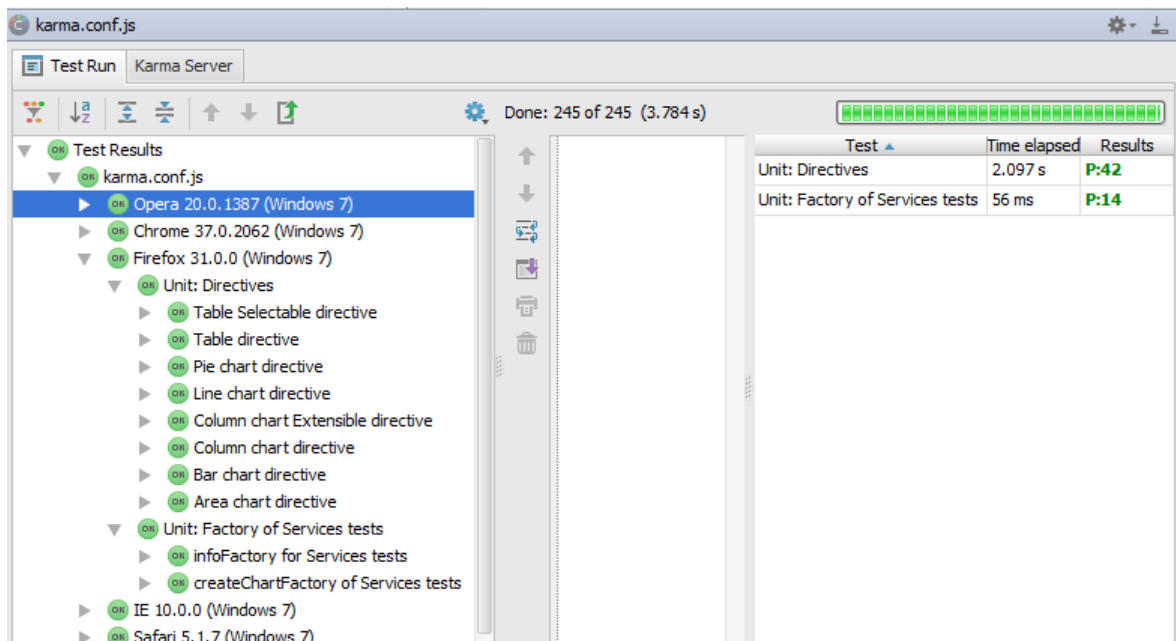 karma.conf.js
Test Run Karma Server
Done: 245 of 245 (3.784 s)
Test Results
karma.conf.js
Opera 20.0.1387 (Windows 7)
Chrome 37.0.2062 (Windows 7)
Firefox 31.0.0 (Windows 7)
Unit: Directives
Table Selectable directive
Table directive
Pie chart directive
Line chart directive
Column chart Extensible directive
Column chart directive
Bar chart directive
Area chart directive
Unit: Factory of Services tests
infoFactory for Services tests
createChartFactory of Services tests
IE 10.0.0 (Windows 7)
Safari 5.1.7 (Windows 7)
Test Time elapsed Results
Unit: Directives 2.097 s P:42
Unit: Factory of Services tests 56 ms P:14